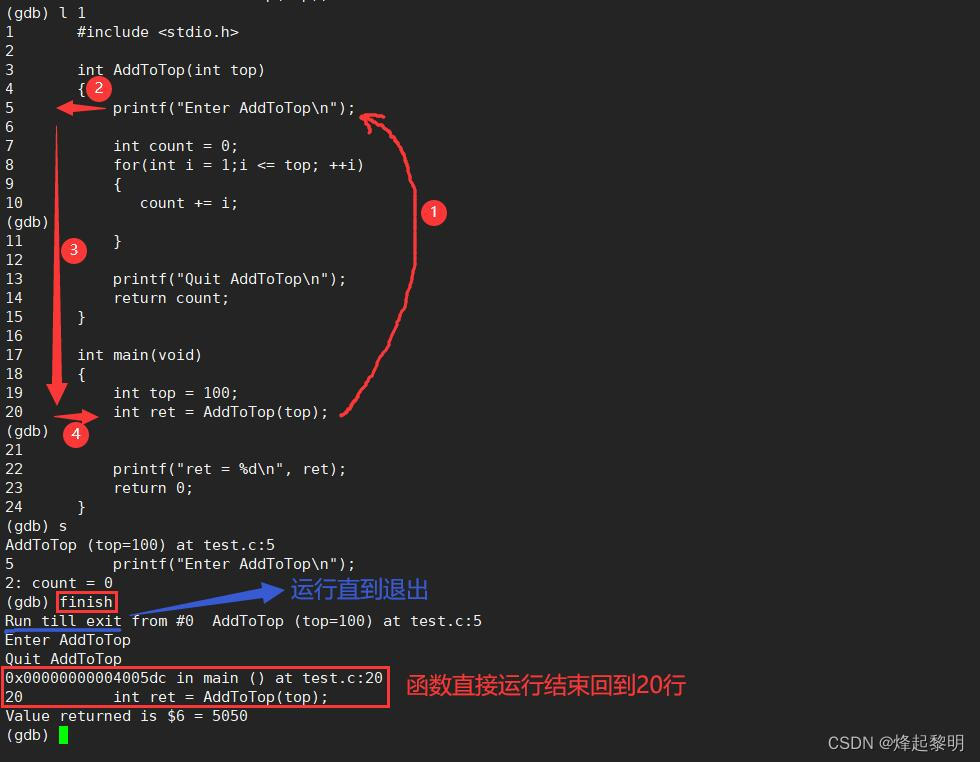 (gdb) l 1
1 #include <stdio.h>
2
3 int AddToTop(int top)
4 { 2
5 printf("Enter AddToTop\n");
6
7 int count = 0;
8 for(int i = 1;i <= top; ++i)
9 {
10 count += i;
1
(gdb)
11 }
3
12
13 printf("Quit AddToTop\n");
14 return count;
15 }
16
17 int main(void)
18 {
19 int top = 100;
20 int ret = AddToTop(top);
(gdb) 4
21
22 printf("ret = %d\n", ret);
23 return 0;
24 }
(gdb) s
AddToTop (top=100) at test.c:5
5 printf("Enter AddToTop\n");
2: count = 0
运行直到退出
(gdb) finish
Run till exit from #0 AddToTop (top=100) at test.c:5
Enter AddToTop
Quit AddToTop
0x00000000004005dc in main () at test.c:20
函数直接运行结束回到20行
20 int ret = AddToTop(top);
Value returned is $6 = 5050
(gdb)
CSDN @烽起黎明